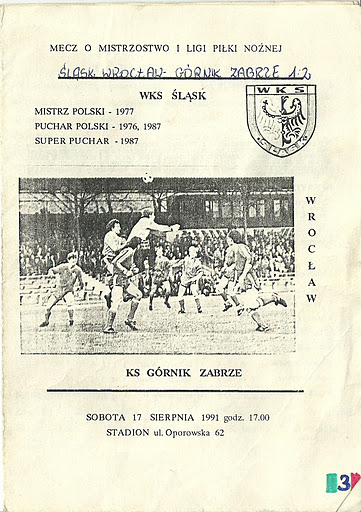 MECZ O MISTRZOSTWO I LIGI PIŁKI NOŻNEJ
ŚLĄSK WROCŁAW - GÓRNIK ZABRZE 1:2
WKS ŚLĄSK
WKS
ŚLĄSK
MISTRZ POLSKI - 1977
PUCHAR POLSKI - 1976, 1987
SUPER PUCHAR - 1987
WROCŁAW
KS GÓRNIK ZABRZE
SOBOTA 17 SIERPNIA 1991 godz. 17.00
STADION ul. Oporowska 62
3